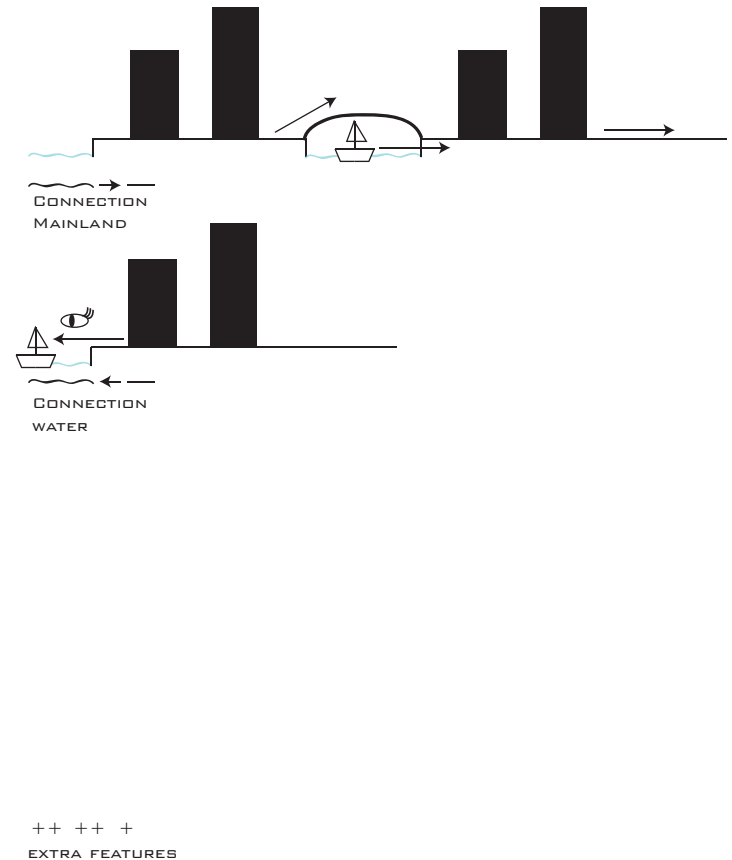 Connection
Mainland
Connection
water
++ ++ +
extra features